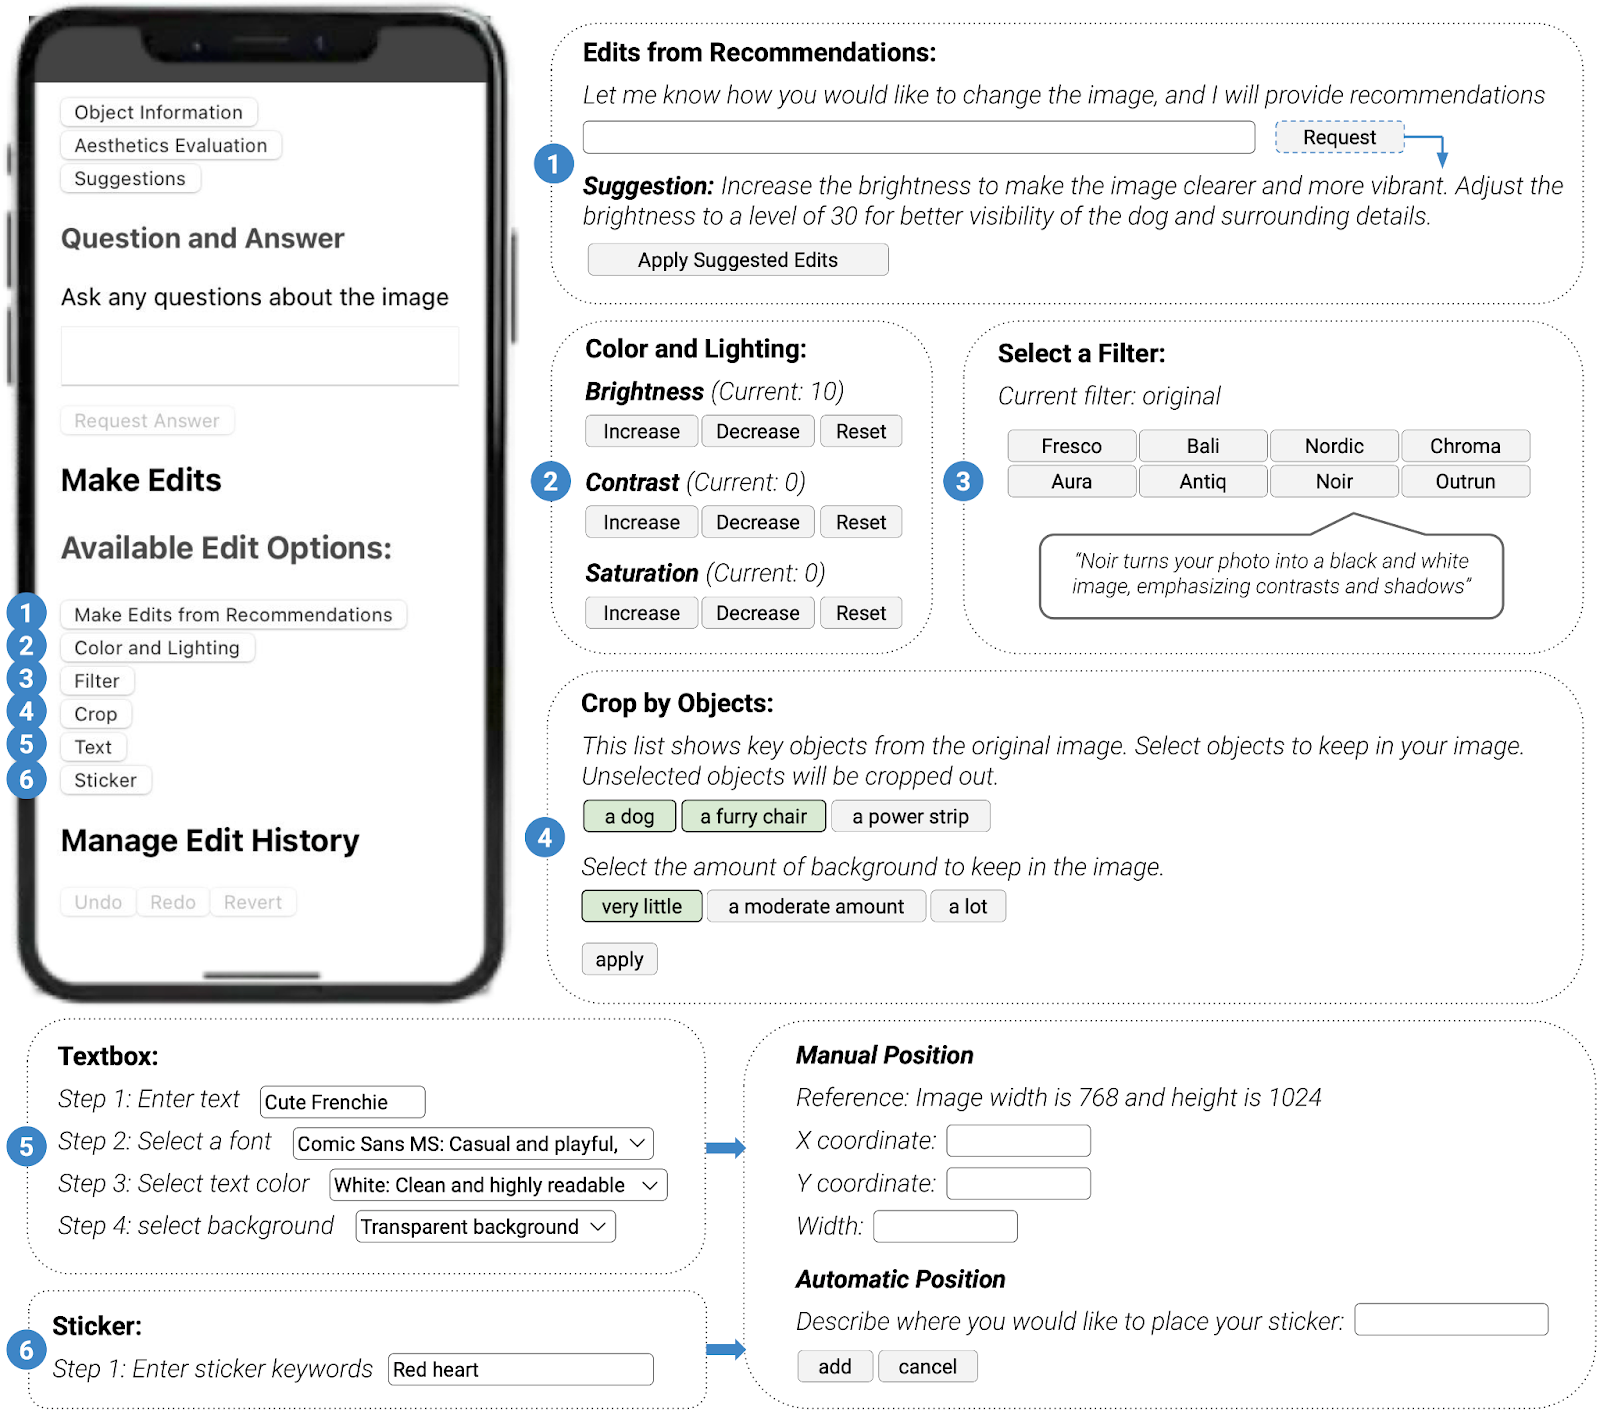 Object Information
Aesthetics Evaluation
Suggestions
Question and Answer
Ask any questions about the image
Request Answer
Make Edits
Available Edit Options:
1 Make Edits from Recommendations
2 Color and Lighting
3 Filter
4 Crop
5 Text
6 Sticker
Manage Edit History
Undo Redo Revert
1
Edits from Recommendations:
Let me know how you would like to change the image, and I will provide recommendations
Request
Suggestion: Increase the brightness to make the image clearer and more vibrant. Adjust the
brightness to a level of 30 for better visibility of the dog and surrounding details.
Apply Suggested Edits
2
Color and Lighting:
Brightness (Current: 10)
Increase Decrease Reset
Contrast (Current: 0)
Increase Decrease Reset
Saturation (Current: 0)
Increase Decrease Reset
3
Select a Filter:
Current filter: original
Fresco Bali Nordic Chroma
Aura Antiq Noir Outrun
“Noir turns your photo into a black and white
image, emphasizing contrasts and shadows”
4
Crop by Objects:
This list shows key objects from the original image. Select objects to keep in your image.
Unselected objects will be cropped out.
a dog a furry chair a power strip
Select the amount of background to keep in the image.
very little a moderate amount a lot
apply
5
Textbox:
Step 1: Enter text Cute Frenchie
Step 2: Select a font Comic Sans MS: Casual and playful,
Step 3: Select text color White: Clean and highly readable
Step 4: select background Transparent background
6
Sticker:
Step 1: Enter sticker keywords Red heart
Manual Position
Reference: Image width is 768 and height is 1024
X coordinate:
Y coordinate:
Width:
Automatic Position
Describe where you would like to place your sticker:
add cancel